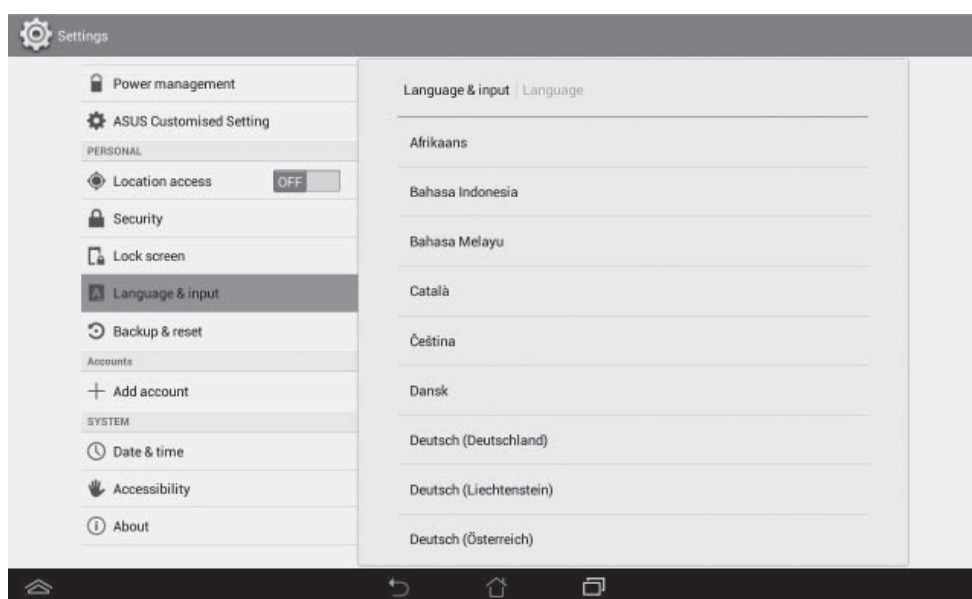 Settings
Power management
ASUS Customised Setting
PERSONAL
Location access OFF
Security
Lock screen
Language & input
Backup & reset
Accounts
Add account
SYSTEM
Date & time
Accessibility
About
Language & input | Language
Afrikaans
Bahasa Indonesia
Bahasa Melayu
Català
Čeština
Dansk
Deutsch (Deutschland)
Deutsch (Liechtenstein)
Deutsch (Österreich)